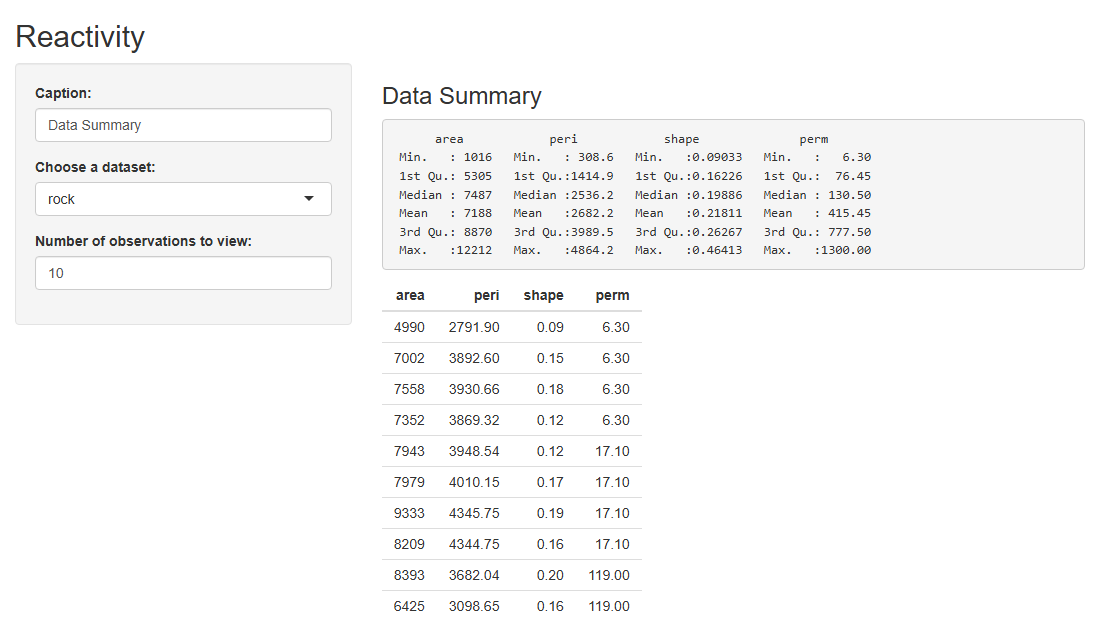 Reactivity
Caption:
Data Summary
Choose a dataset:
rock
Number of observations to view:
10
Data Summary
area peri shape perm
Min. : 1016 Min. : 308.6 Min. :0.09033 Min. : 6.30
1st Qu.: 5305 1st Qu.:1414.9 1st Qu.:0.16226 1st Qu.: 76.45
Median : 7487 Median :2536.2 Median :0.19886 Median : 130.50
Mean : 7188 Mean :2682.2 Mean :0.21811 Mean : 415.45
3rd Qu.: 8870 3rd Qu.:3989.5 3rd Qu.:0.26267 3rd Qu.: 777.50
Max. :12212 Max. :4864.2 Max. :0.46413 Max. :1300.00
area peri shape perm
4990 2791.90 0.09 6.30
7002 3892.60 0.15 6.30
7558 3930.66 0.18 6.30
7352 3869.32 0.12 6.30
7943 3948.54 0.12 17.10
7979 4010.15 0.17 17.10
9333 4345.75 0.19 17.10
8209 4344.75 0.16 17.10
8393 3682.04 0.20 119.00
6425 3098.65 0.16 119.00